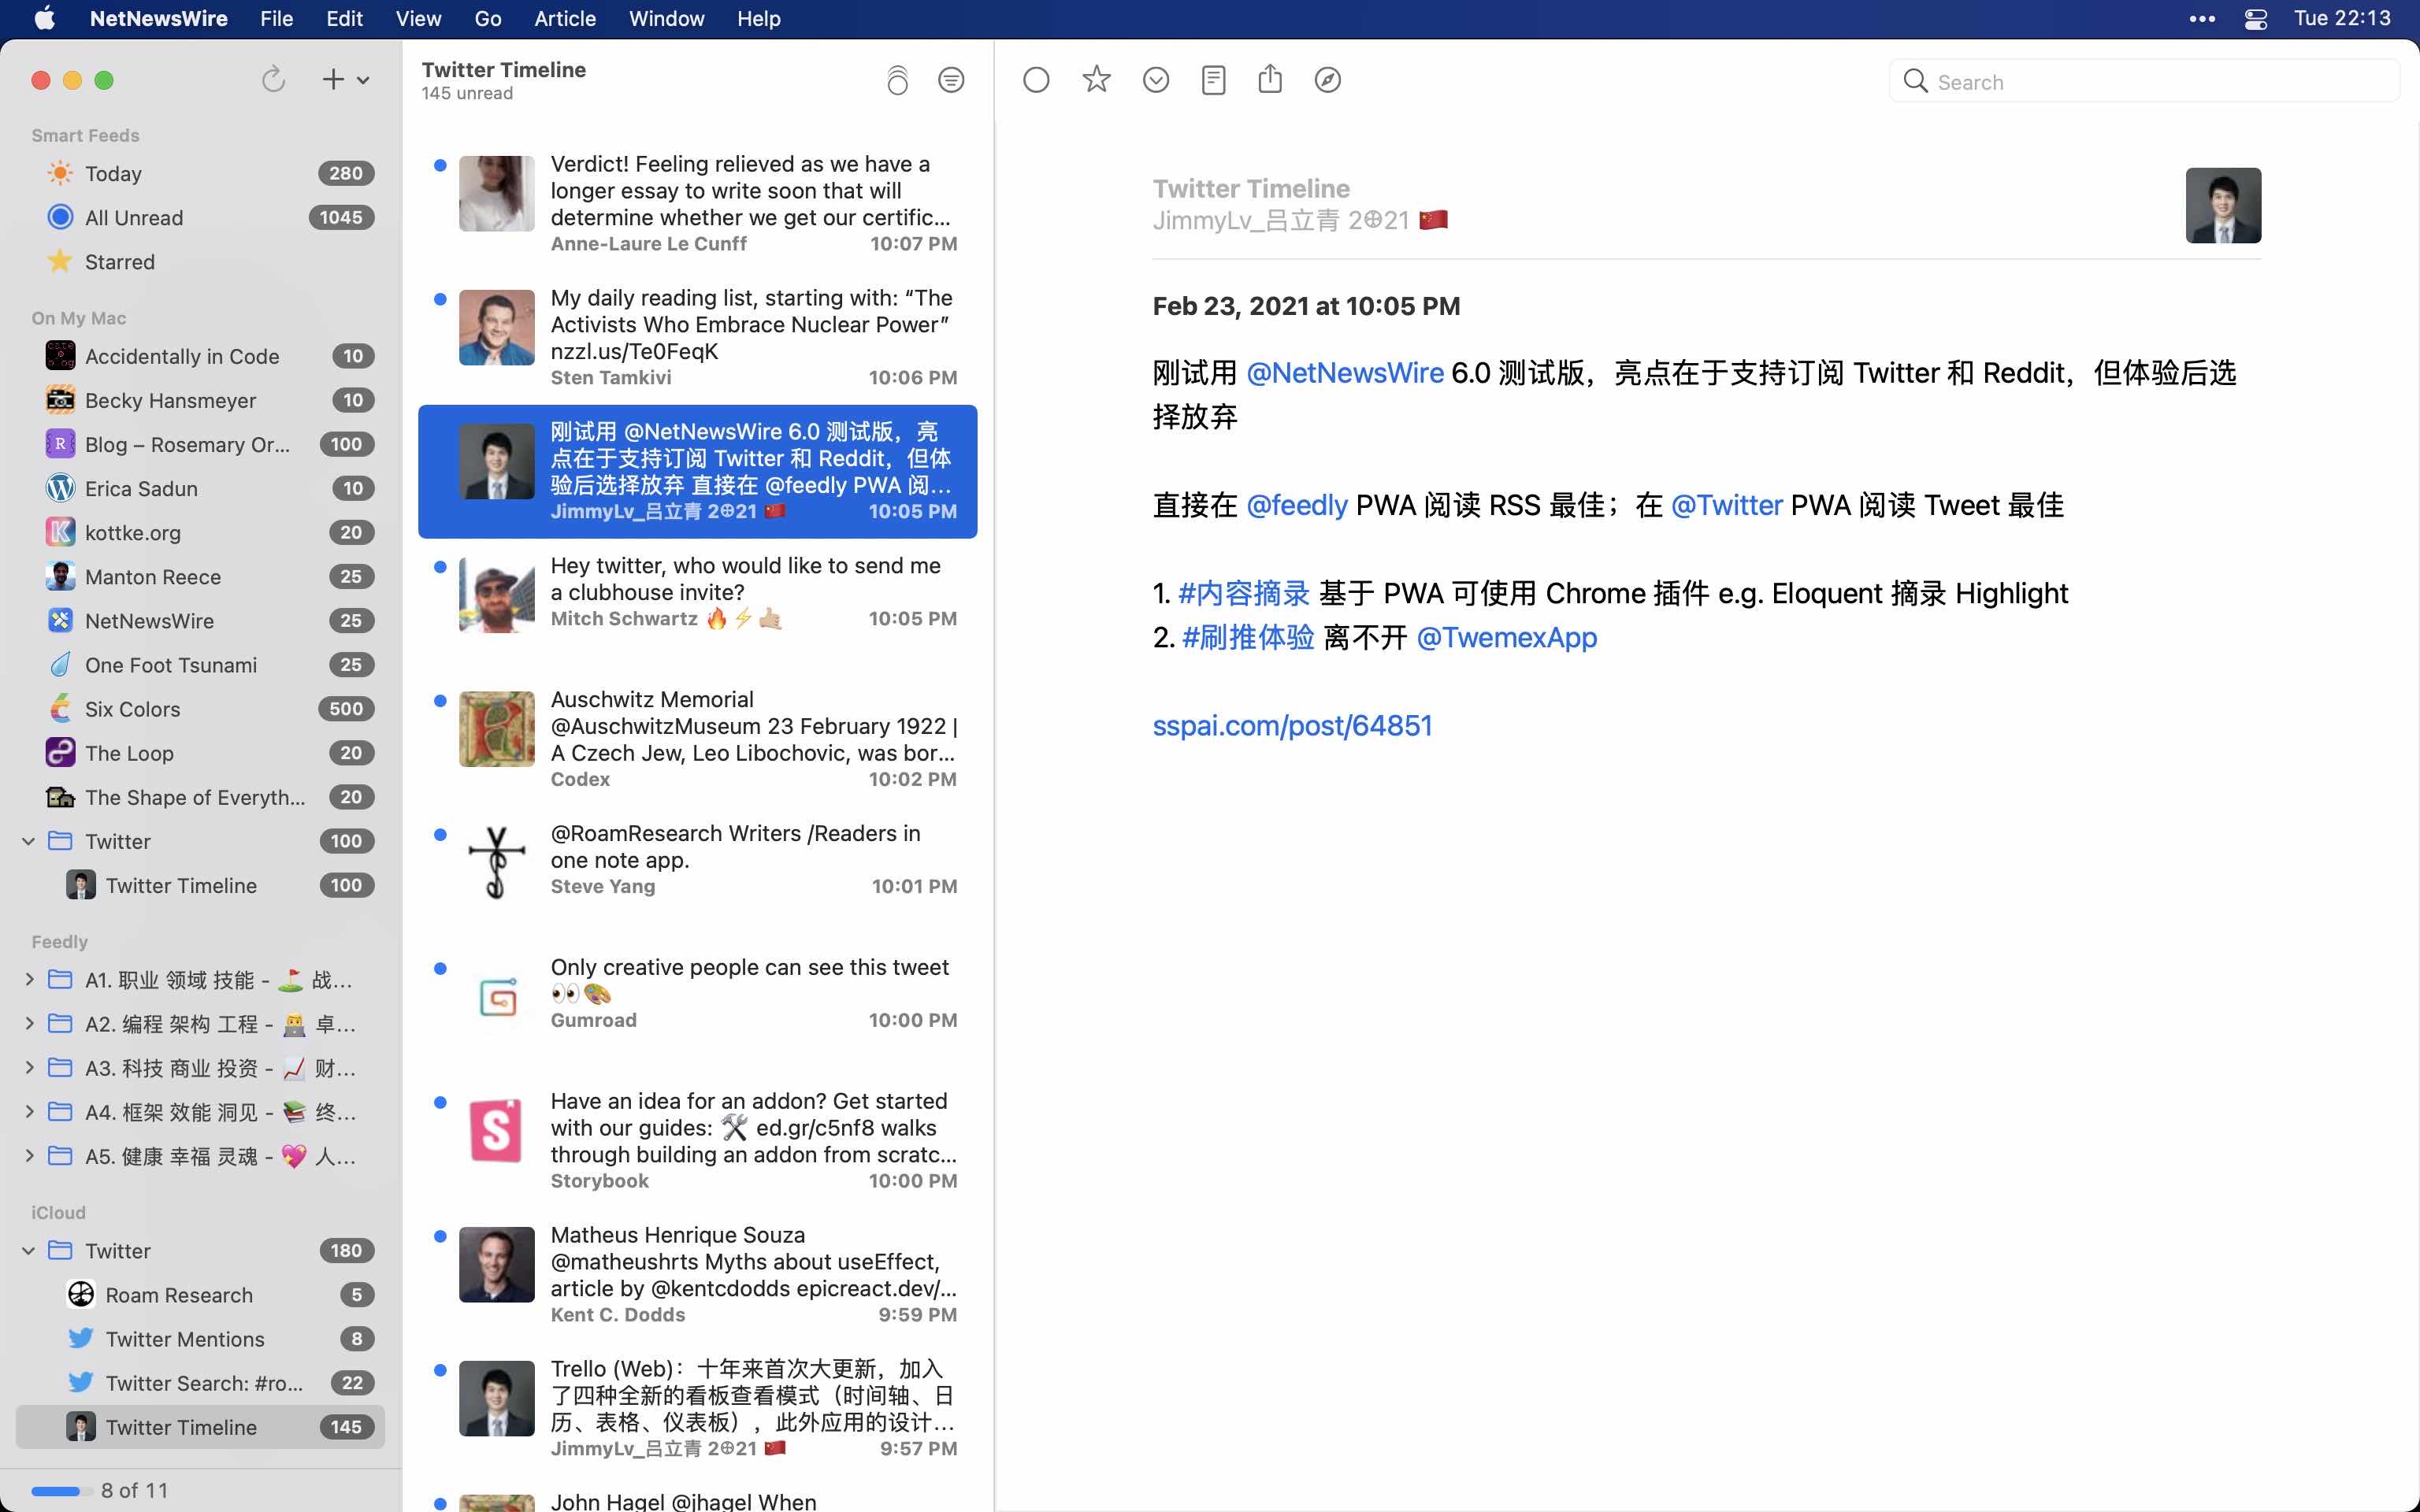 NetNewsWire File Edit View Go Article Window Help Tue 22:13
Smart Feeds
Today 280
All Unread 1045
Starred
On My Mac
Accidentally in Code 10
Becky Hansmeyer 10
Blog – Rosemary Or... 100
Erica Sadun 10
kottke.org 20
Manton Reece 25
NetNewsWire 25
One Foot Tsunami 25
Six Colors 500
The Loop 20
The Shape of Everyth... 20
Twitter 100
Twitter Timeline 100
Feedly
A1. 职业 领域 技能 - ⛳ 战...
A2. 编程 架构 工程 - 👨‍💻 卓...
A3. 科技 商业 投资 - 📈 财...
A4. 框架 效能 洞见 - 📚 终...
A5. 健康 幸福 灵魂 - 💖 人...
iCloud
Twitter 180
Roam Research 5
Twitter Mentions 8
Twitter Search: #ro... 22
Twitter Timeline 145
8 of 11
Twitter Timeline
145 unread
Verdict! Feeling relieved as we have a
longer essay to write soon that will
determine whether we get our certific...
Anne-Laure Le Cunff 10:07 PM
My daily reading list, starting with: “The
Activists Who Embrace Nuclear Power”
nzzl.us/Te0FeqK
Sten Tamkivi 10:06 PM
刚试用 @NetNewsWire 6.0 测试版，亮
点在于支持订阅 Twitter 和 Reddit，但体
验后选择放弃 直接在 @feedly PWA 阅...
JimmyLv_吕立青 2⊕21 🇨🇳 10:05 PM
Hey twitter, who would like to send me
a clubhouse invite?
Mitch Schwartz 🔥⚡🤙🏼 10:05 PM
Auschwitz Memorial
@AuschwitzMuseum 23 February 1922 |
A Czech Jew, Leo Libochovic, was bor...
Codex 10:02 PM
@RoamResearch Writers /Readers in
one note app.
Steve Yang 10:01 PM
Only creative people can see this tweet
👀🎨
Gumroad 10:00 PM
Have an idea for an addon? Get started
with our guides: 🛠 ed.gr/c5nf8 walks
through building an addon from scratc...
Storybook 10:00 PM
Matheus Henrique Souza
@matheushrts Myths about useEffect,
article by @kentcdodds epicreact.dev/...
Kent C. Dodds 9:59 PM
Trello (Web)：十年来首次大更新，加入
了四种全新的看板查看模式（时间轴、日
历、表格、仪表板），此外应用的设计...
JimmyLv_吕立青 2⊕21 🇨🇳 9:57 PM
John Hagel @jhagel When
Search
Twitter Timeline
JimmyLv_吕立青 2⊕21 🇨🇳
Feb 23, 2021 at 10:05 PM
刚试用 @NetNewsWire 6.0 测试版，亮点在于支持订阅 Twitter 和 Reddit，但体验后选
择放弃
直接在 @feedly PWA 阅读 RSS 最佳；在 @Twitter PWA 阅读 Tweet 最佳
1. #内容摘录 基于 PWA 可使用 Chrome 插件 e.g. Eloquent 摘录 Highlight
2. #刷推体验 离不开 @TwemexApp
sspai.com/post/64851